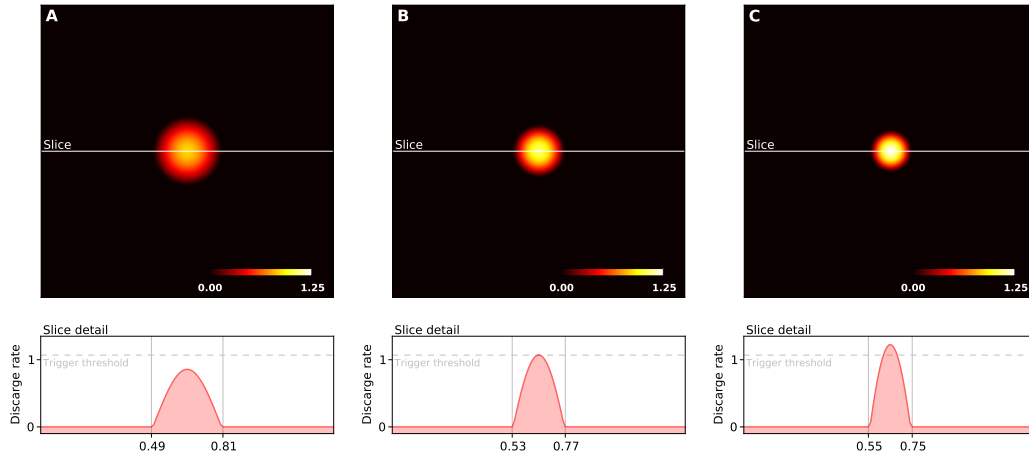 A
Slice
0.00 1.25
B
Slice
0.00 1.25
C
Slice
0.00 1.25
Slice detail
Discarge rate
1
0
Trigger threshold
0.49 0.81
Slice detail
Discarge rate
1
0
Trigger threshold
0.53 0.77
Slice detail
Discarge rate
1
0
Trigger threshold
0.55 0.75